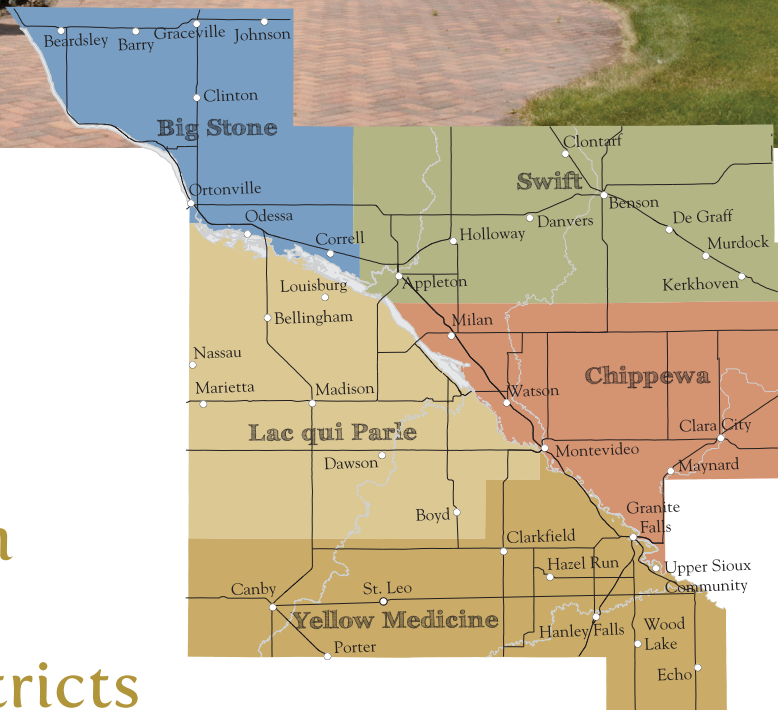 Beardsley
Barry
Graceville
Johnson
Clinton
Big Stone
Clontarf
Swift
Ortonville
Benson
Odessa
Danvers
De Graff
Correll
Holloway
Murdock
Louisburg
Appleton
Kerkhoven
Bellingham
Milan
Nassau
Chippewa
Marietta
Madison
Watson
Lac qui Parle
Clara City
Dawson
Montevideo
Maynard
Boyd
Granite
Falls
Clarkfield
Hazel Run
Upper Sioux
Community
Canby
St. Leo
Yellow Medicine
Hanley Falls
Wood
Lake
Porter
Echo
n
tricts